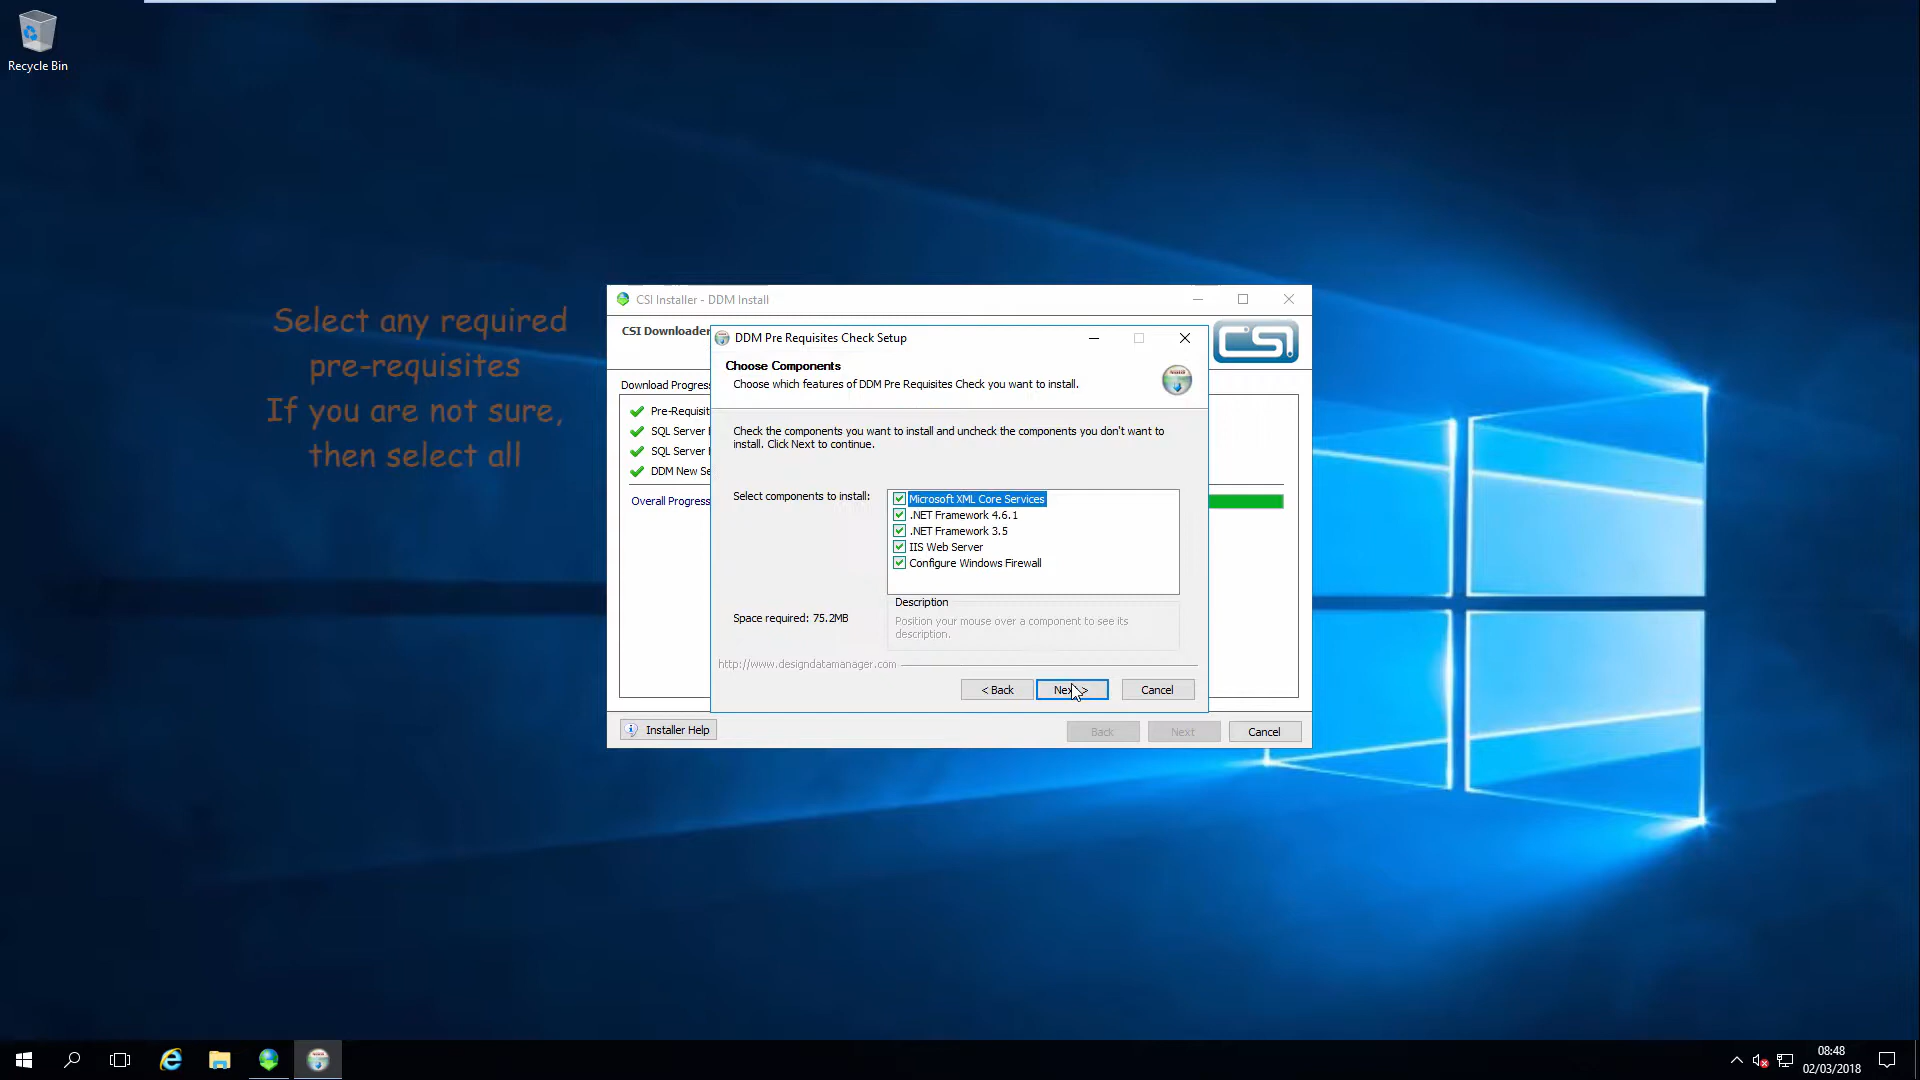 Recycle Bin
Select any required
pre-requisites
If you are not sure,
then select all
CSI Installer - DDM Install
CSI Downloader
CSI
Download Progres
Pre-Requisit
SQL Server
SQL Server
DDM New Se
Overall Progress
DDM Pre Requisites Check Setup
Choose Components
Choose which features of DDM Pre Requisites Check you want to install.
Check the components you want to install and uncheck the components you don't want to
install. Click Next to continue.
Select components to install:
Microsoft XML Core Services
.NET Framework 4.6.1
.NET Framework 3.5
IIS Web Server
Configure Windows Firewall
Space required: 75.2MB
Description
Position your mouse over a component to see its
description.
http://www.designdatamanager.com
< Back
Next >
Cancel
Installer Help
Back
Next
Cancel
08:48
02/03/2018